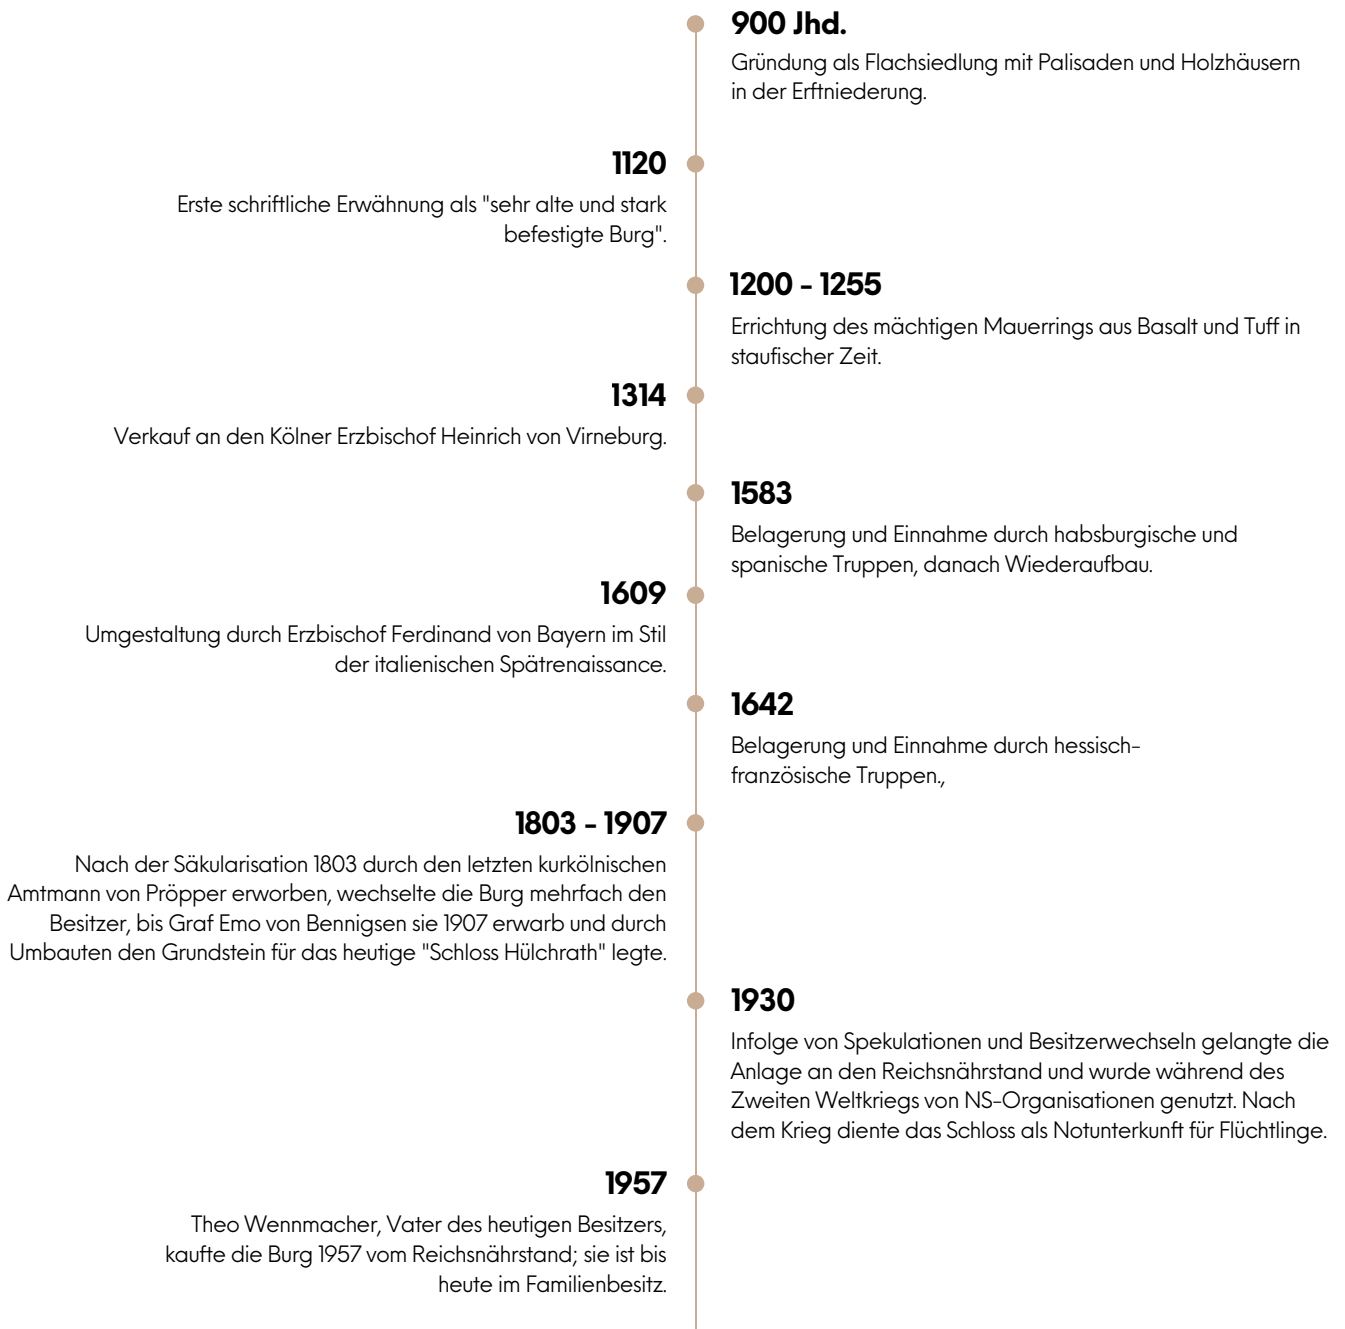 900 Jhd.
Gründung als Flachsiedlung mit Palisaden und Holzhäusern
in der Erftniederung.
1120
Erste schriftliche Erwähnung als "sehr alte und stark
befestigte Burg".
1200 - 1255
Errichtung des mächtigen Mauerrings aus Basalt und Tuff in
staufischer Zeit.
1314
Verkauf an den Kölner Erzbischof Heinrich von Virneburg.
1583
Belagerung und Einnahme durch habsburgische und
spanische Truppen, danach Wiederaufbau.
1609
Umgestaltung durch Erzbischof Ferdinand von Bayern im Stil
der italienischen Spätrenaissance.
1642
Belagerung und Einnahme durch hessisch-
französische Truppen.,
1803 - 1907
Nach der Säkularisation 1803 durch den letzten kurkölnischen
Amtmann von Pröpper erworben, wechselte die Burg mehrfach den
Besitzer, bis Graf Emo von Bennigsen sie 1907 erwarb und durch
Umbauten den Grundstein für das heutige "Schloss Hülchrath" legte.
1930
Infolge von Spekulationen und Besitzerwechseln gelangte die
Anlage an den Reichsnährstand und wurde während des
Zweiten Weltkriegs von NS-Organisationen genutzt. Nach
dem Krieg diente das Schloss als Notunterkunft für Flüchtlinge.
1957
Theo Wennmacher, Vater des heutigen Besitzers,
kaufte die Burg 1957 vom Reichsnährstand; sie ist bis
heute im Familienbesitz.